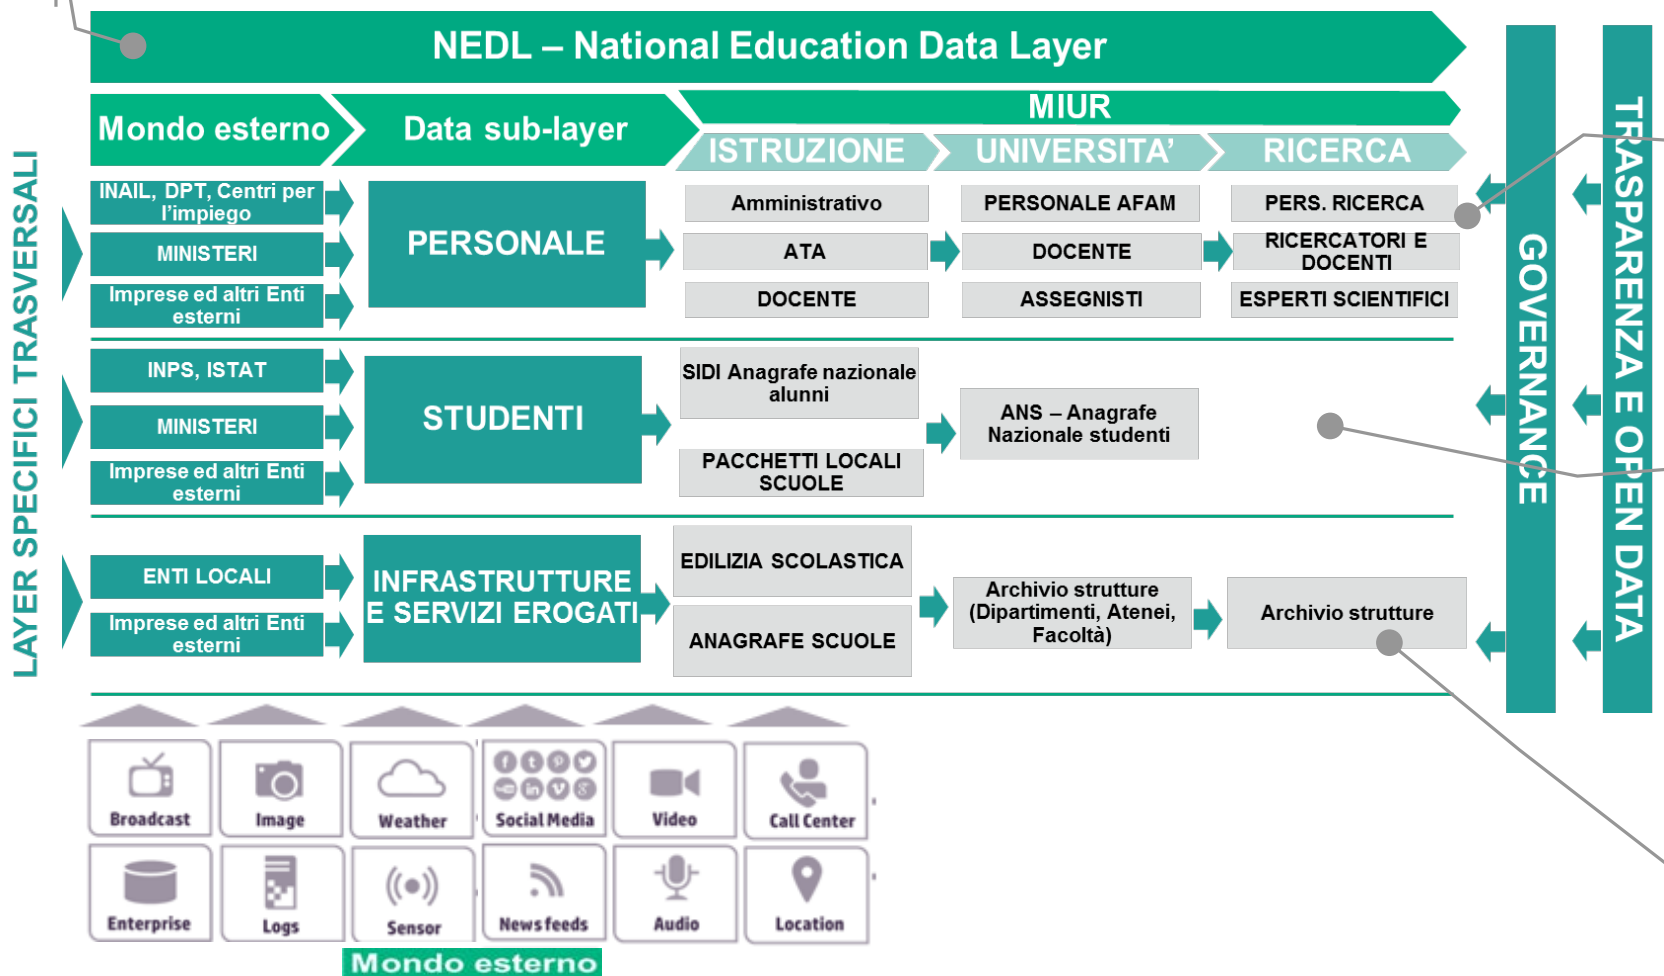 NEDL – National Education Data Layer
Mondo esterno
Data sub-layer
MIUR
ISTRUZIONE
UNIVERSITA’
RICERCA
LAYER SPECIFICI TRASVERSALI
INAIL, DPT, Centri per
l’impiego
MINISTERI
Imprese ed altri Enti
esterni
PERSONALE
Amministrativo
ATA
DOCENTE
PERSONALE AFAM
DOCENTE
ASSEGNISTI
PERS. RICERCA
RICERCATORI E
DOCENTI
ESPERTI SCIENTIFICI
INPS, ISTAT
MINISTERI
Imprese ed altri Enti
esterni
STUDENTI
SIDI Anagrafe nazionale
alunni
PACCHETTI LOCALI
SCUOLE
ANS – Anagrafe
Nazionale studenti
ENTI LOCALI
Imprese ed altri Enti
esterni
INFRASTRUTTURE
E SERVIZI EROGATI
EDILIZIA SCOLASTICA
ANAGRAFE SCUOLE
Archivio strutture
(Dipartimenti, Atenei,
Facoltà)
Archivio strutture
GOVERNANCE
TRASPARENZA E OPEN DATA
Broadcast
Image
Weather
Social Media
Video
Call Center
Enterprise
Logs
Sensor
News feeds
Audio
Location
Mondo esterno